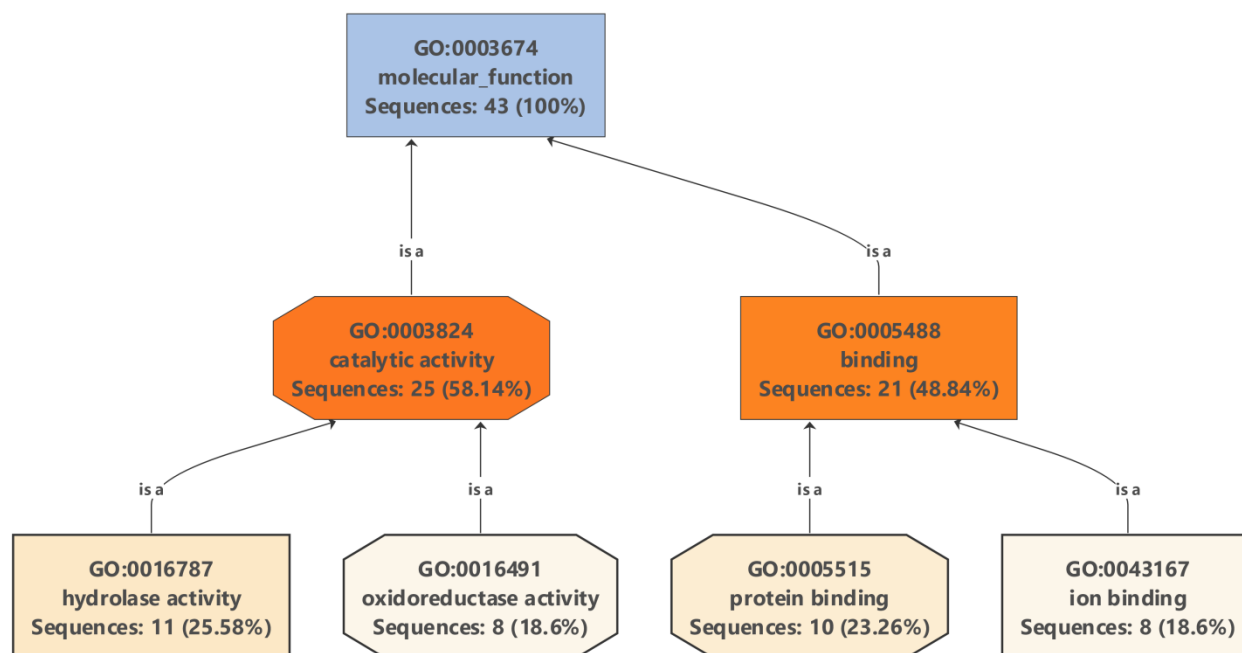 GO:0003674
molecular_function
Sequences: 43 (100%)
is a
is a
GO:0003824
catalytic activity
Sequences: 25 (58.14%)
GO:0005488
binding
Sequences: 21 (48.84%)
is a
is a
is a
is a
GO:0016787
hydrolase activity
Sequences: 11 (25.58%)
GO:0016491
oxidoreductase activity
Sequences: 8 (18.6%)
GO:0005515
protein binding
Sequences: 10 (23.26%)
GO:0043167
ion binding
Sequences: 8 (18.6%)